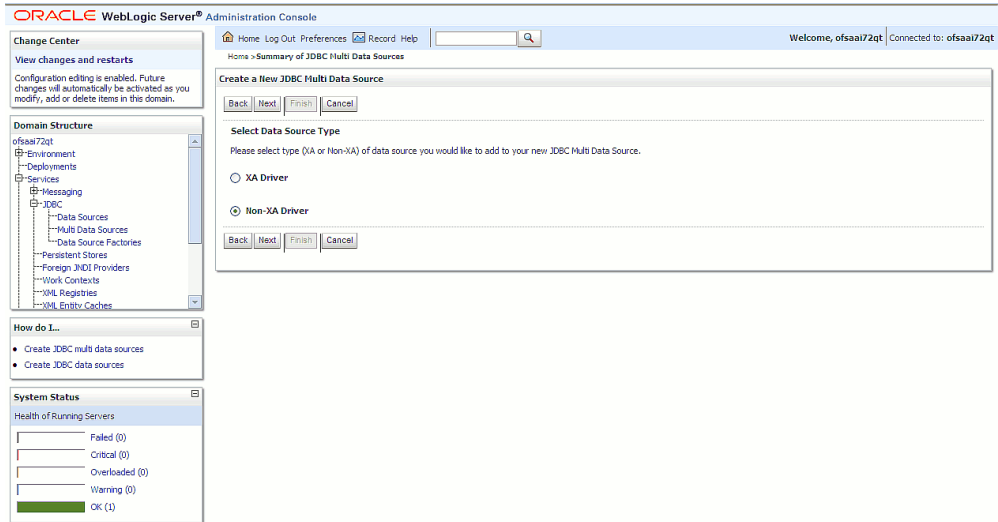 ORACLE WebLogic Server® Administration Console
Change Center
View changes and restarts
Configuration editing is enabled. Future
changes will automatically be activated as you
modify, add or delete items in this domain.
Domain Structure
ofsaai72qt
Environment
Deployments
Services
Messaging
JDBC
Data Sources
Multi Data Sources
Data Source Factories
Persistent Stores
Foreign JNDI Providers
Work Contexts
XML Registries
XML Entity Caches
How do I...
Create JDBC multi data sources
Create JDBC data sources
System Status
Health of Running Servers
Failed (0)
Critical (0)
Overloaded (0)
Warning (0)
OK (1)
Home Log Out Preferences Record Help
Welcome, ofsaai72qt Connected to: ofsaai72qt
Home >Summary of JDBC Multi Data Sources
Create a New JDBC Multi Data Source
Back Next Finish Cancel
Select Data Source Type
Please select type (XA or Non-XA) of data source you would like to add to your new JDBC Multi Data Source.
XA Driver
Non-XA Driver
Back Next Finish Cancel